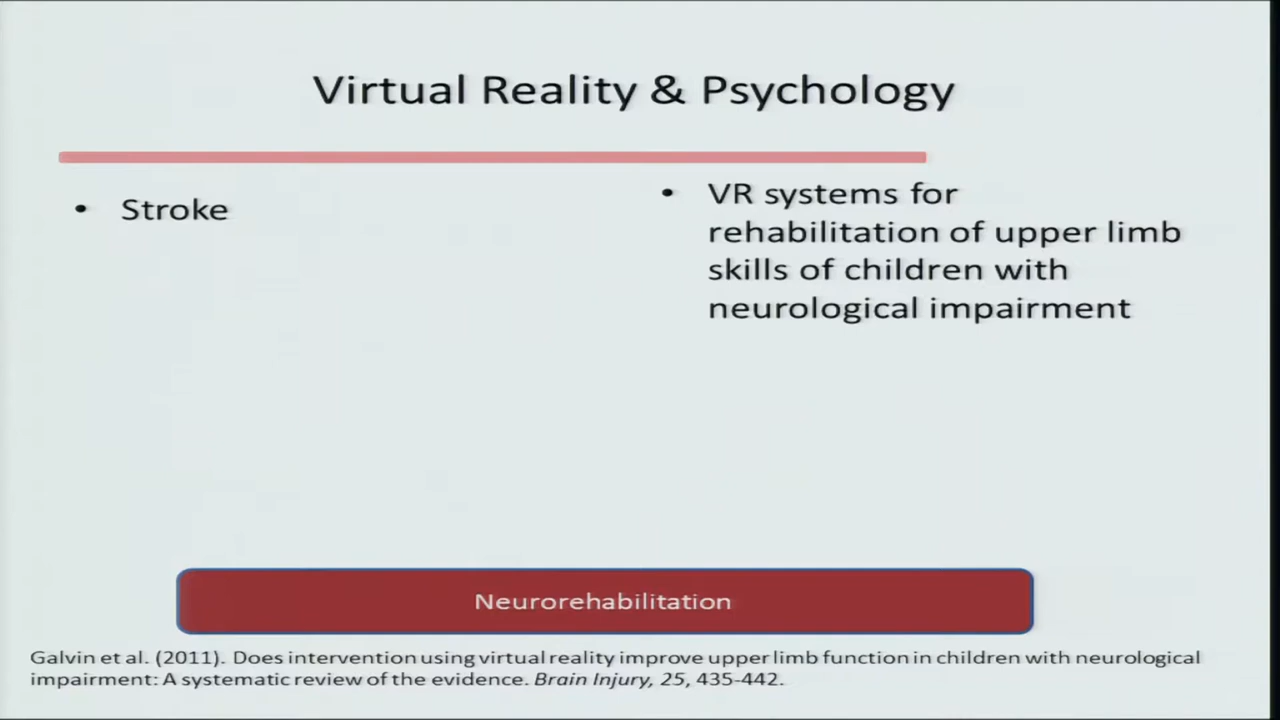 Virtual Reality & Psychology
• Stroke
• VR systems for
rehabilitation of upper limb
skills of children with
neurological impairment
Neurorehabilitation
Galvin et al. (2011). Does intervention using virtual reality improve upper limb function in children with neurological
impairment: A systematic review of the evidence. Brain Injury, 25, 435-442.